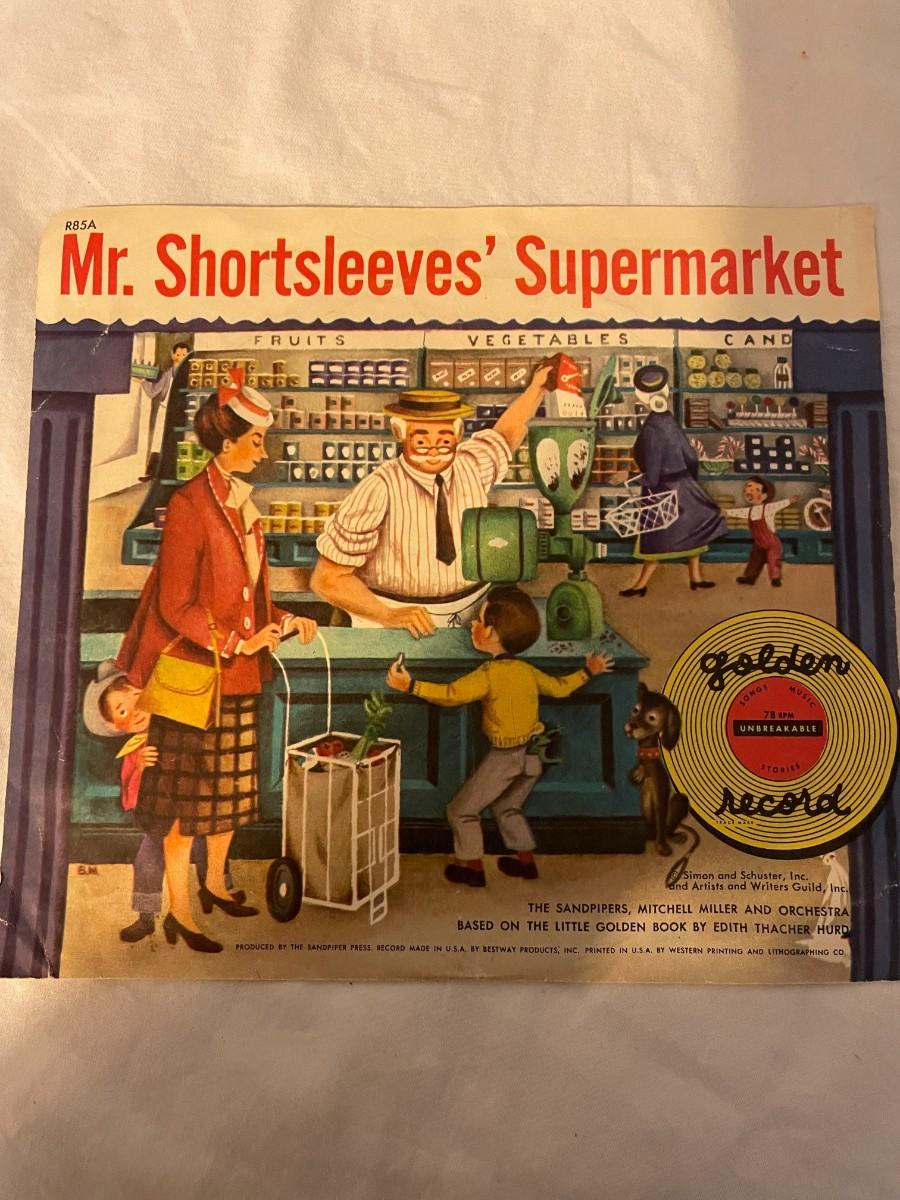 R85A
Mr. Shortsleeves' Supermarket
FRUITS
VEGETABLES
CAND
golden
SONGS MUSIC
78 RPM
UNBREAKABLE
STORIES
record
TRADE MARK
B.M
© Simon and Schuster, Inc.
and Artists and Writers Guild, Inc.
THE SANDPIPERS, MITCHELL MILLER AND ORCHESTRA
BASED ON THE LITTLE GOLDEN BOOK BY EDITH THACHER HURD
PRODUCED BY THE SANDPIPER PRESS. RECORD MADE IN U.S.A. BY BESTWAY PRODUCTS, INC. PRINTED IN U.S.A. BY WESTERN PRINTING AND LITHOGRAPHING CO.